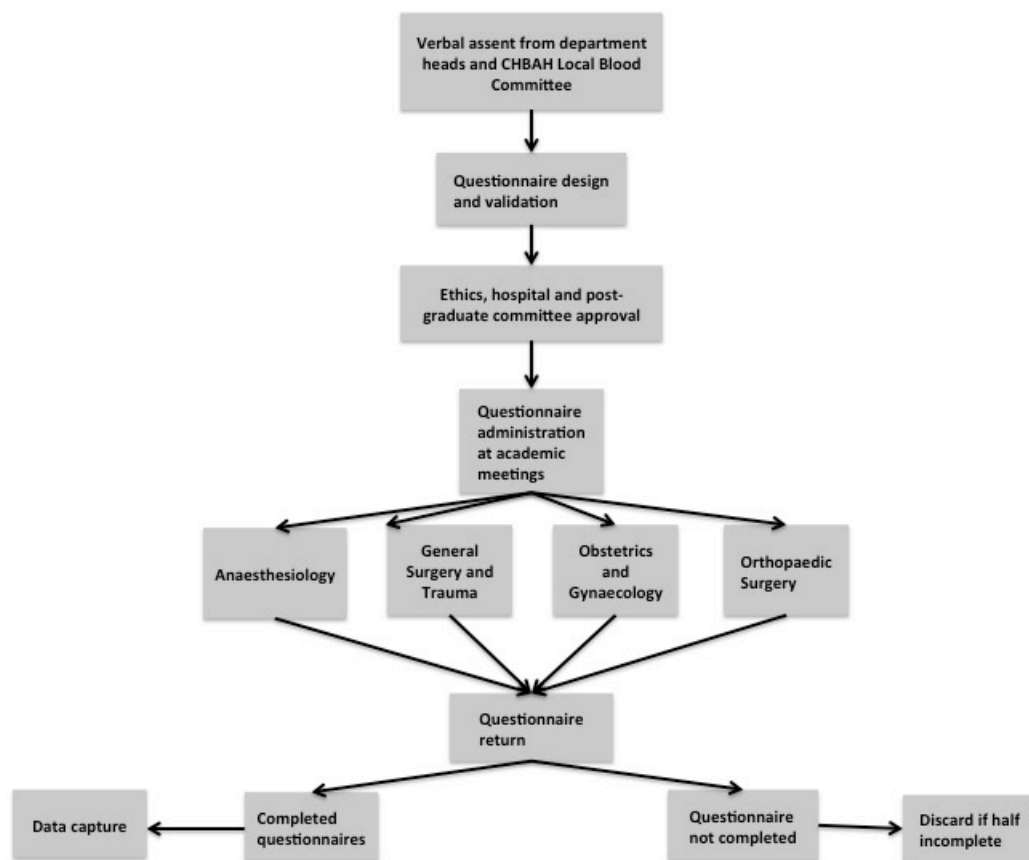 Verbal assent from department
heads and CHBAH Local Blood
Committee
Questionnaire design
and validation
Ethics, hospital and post-
graduate committee approval
Questionnaire
administration
at academic
meetings
Anaesthesiology
General
Surgery and
Trauma
Obstetrics
and
Gynaecology
Orthopaedic
Surgery
Questionnaire
return
Data capture
Completed
questionnaires
Questionnaire
not completed
Discard if half
incomplete